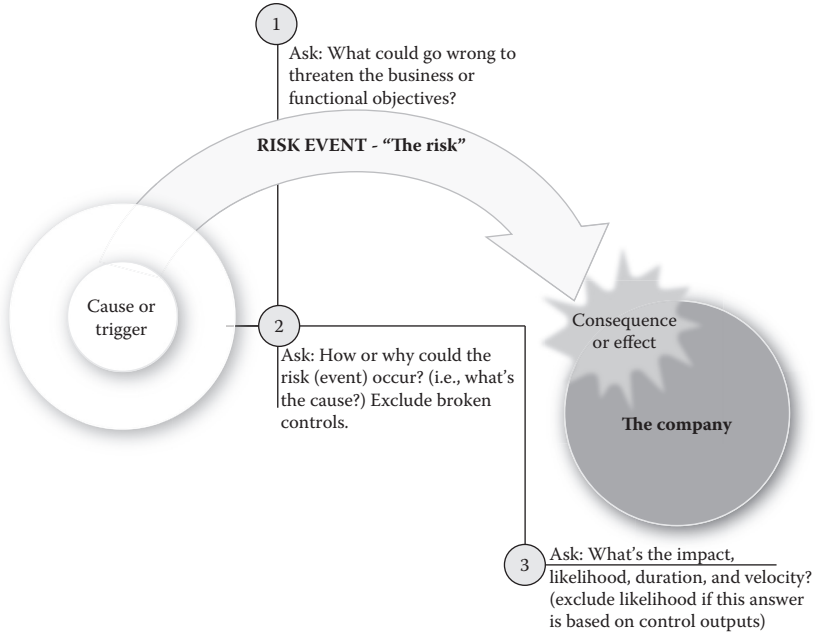 1
Ask: What could go wrong to
threaten the business or
functional objectives?
RISK EVENT - “The risk”
Cause or
trigger
2
Ask: How or why could the
risk (event) occur? (i.e., what’s
the cause?) Exclude broken
controls.
Consequence
or effect
The company
3
Ask: What’s the impact,
likelihood, duration, and velocity?
(exclude likelihood if this answer
is based on control outputs)